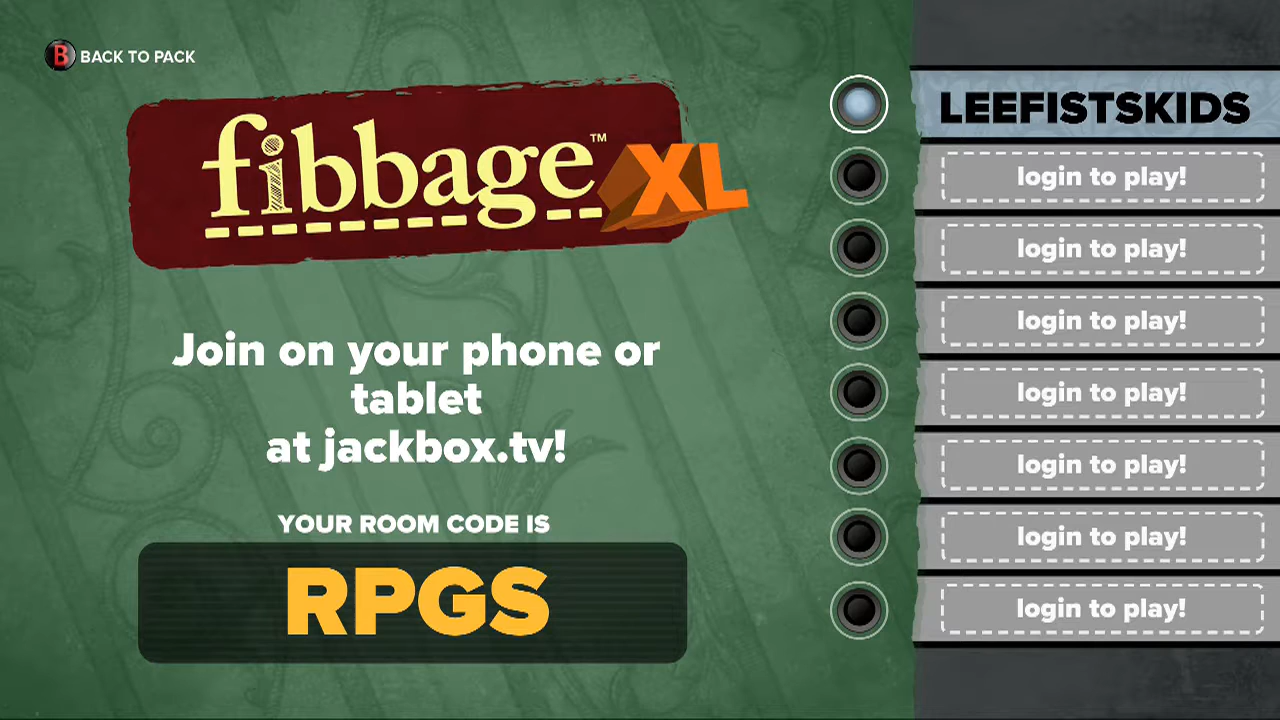 B BACK TO PACK
fibbage™ XL
Join on your phone or
tablet
at jackbox.tv!
YOUR ROOM CODE IS
RPGS
LEEFISTSKIDS
login to play!
login to play!
login to play!
login to play!
login to play!
login to play!
login to play!